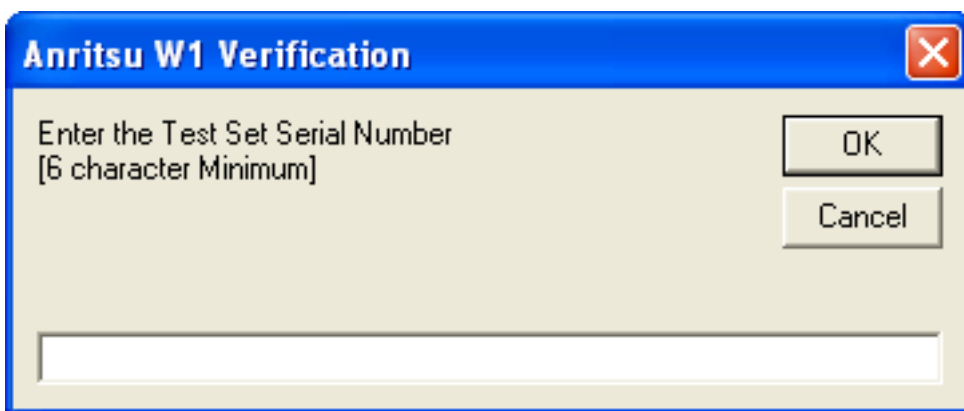 Anritsu W1 Verification
Enter the Test Set Serial Number
[6 character Minimum]
OK
Cancel